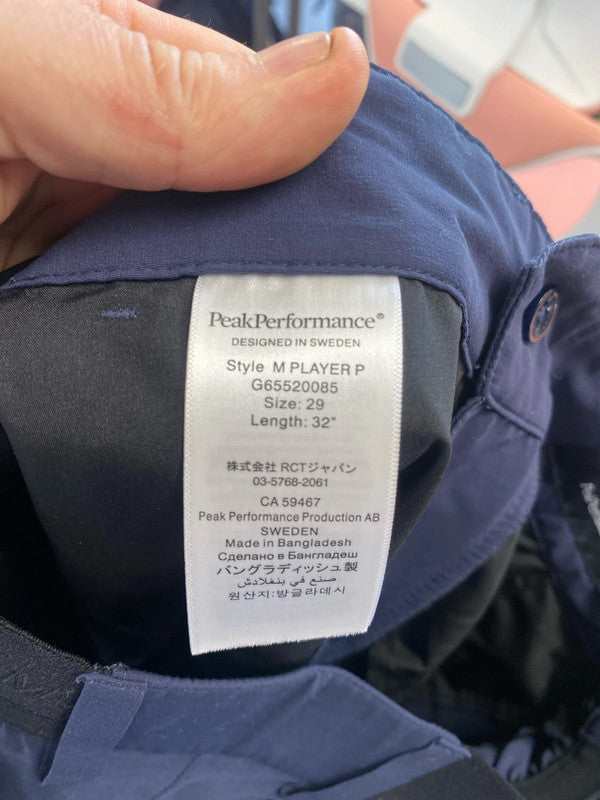 PeakPerformance®
DESIGNED IN SWEDEN
Style M PLAYER P
G65520085
Size: 29
Length: 32"
株式会社 RCTジャパン
03-5768-2061
CA 59467
Peak Performance Production AB
SWEDEN
Made in Bangladesh
Сделано в Бангладеш
バングラディッシュ製
صنع في بنغلادش
원산지:방글라데시